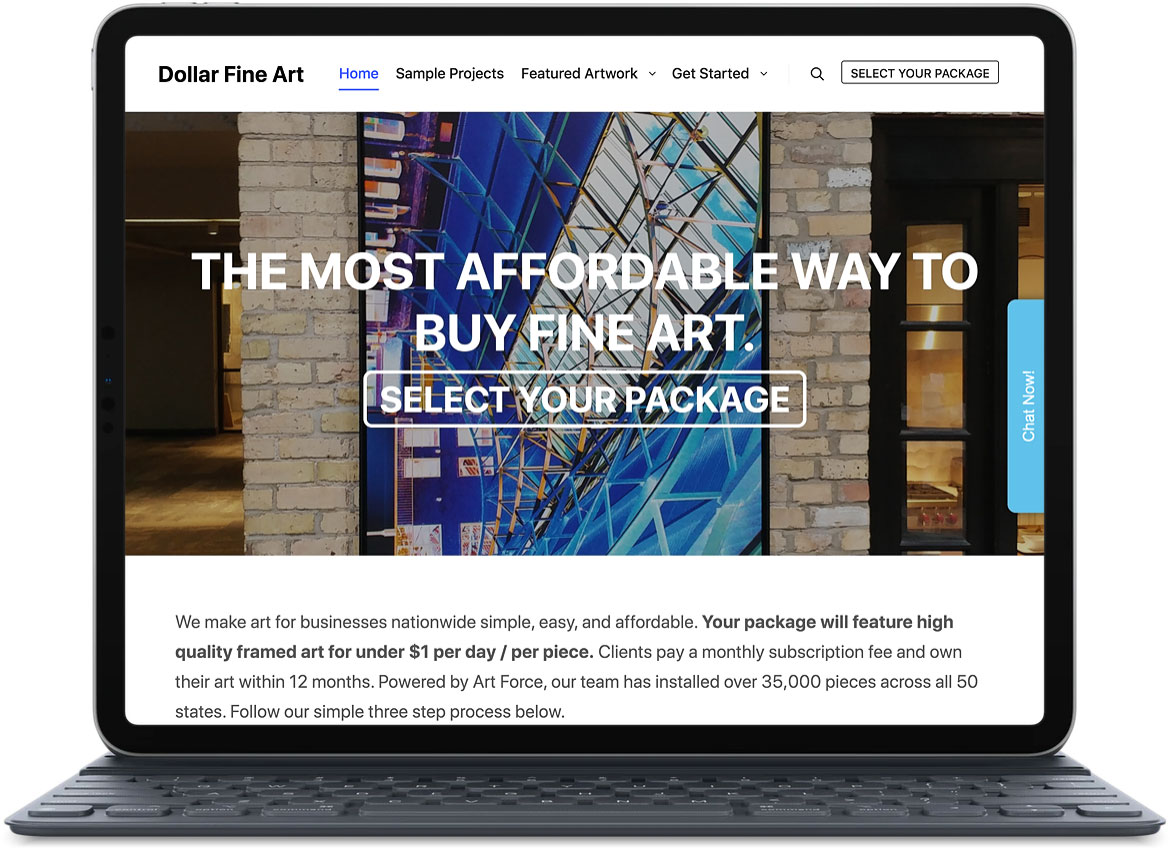 Dollar Fine Art
Home Sample Projects Featured Artwork Get Started
SELECT YOUR PACKAGE
THE MOST AFFORDABLE WAY TO
BUY FINE ART.
SELECT YOUR PACKAGE
Chat Now!
We make art for businesses nationwide simple, easy, and affordable. Your package will feature high
quality framed art for under $1 per day / per piece. Clients pay a monthly subscription fee and own
their art within 12 months. Powered by Art Force, our team has installed over 35,000 pieces across all 50
states. Follow our simple three step process below.